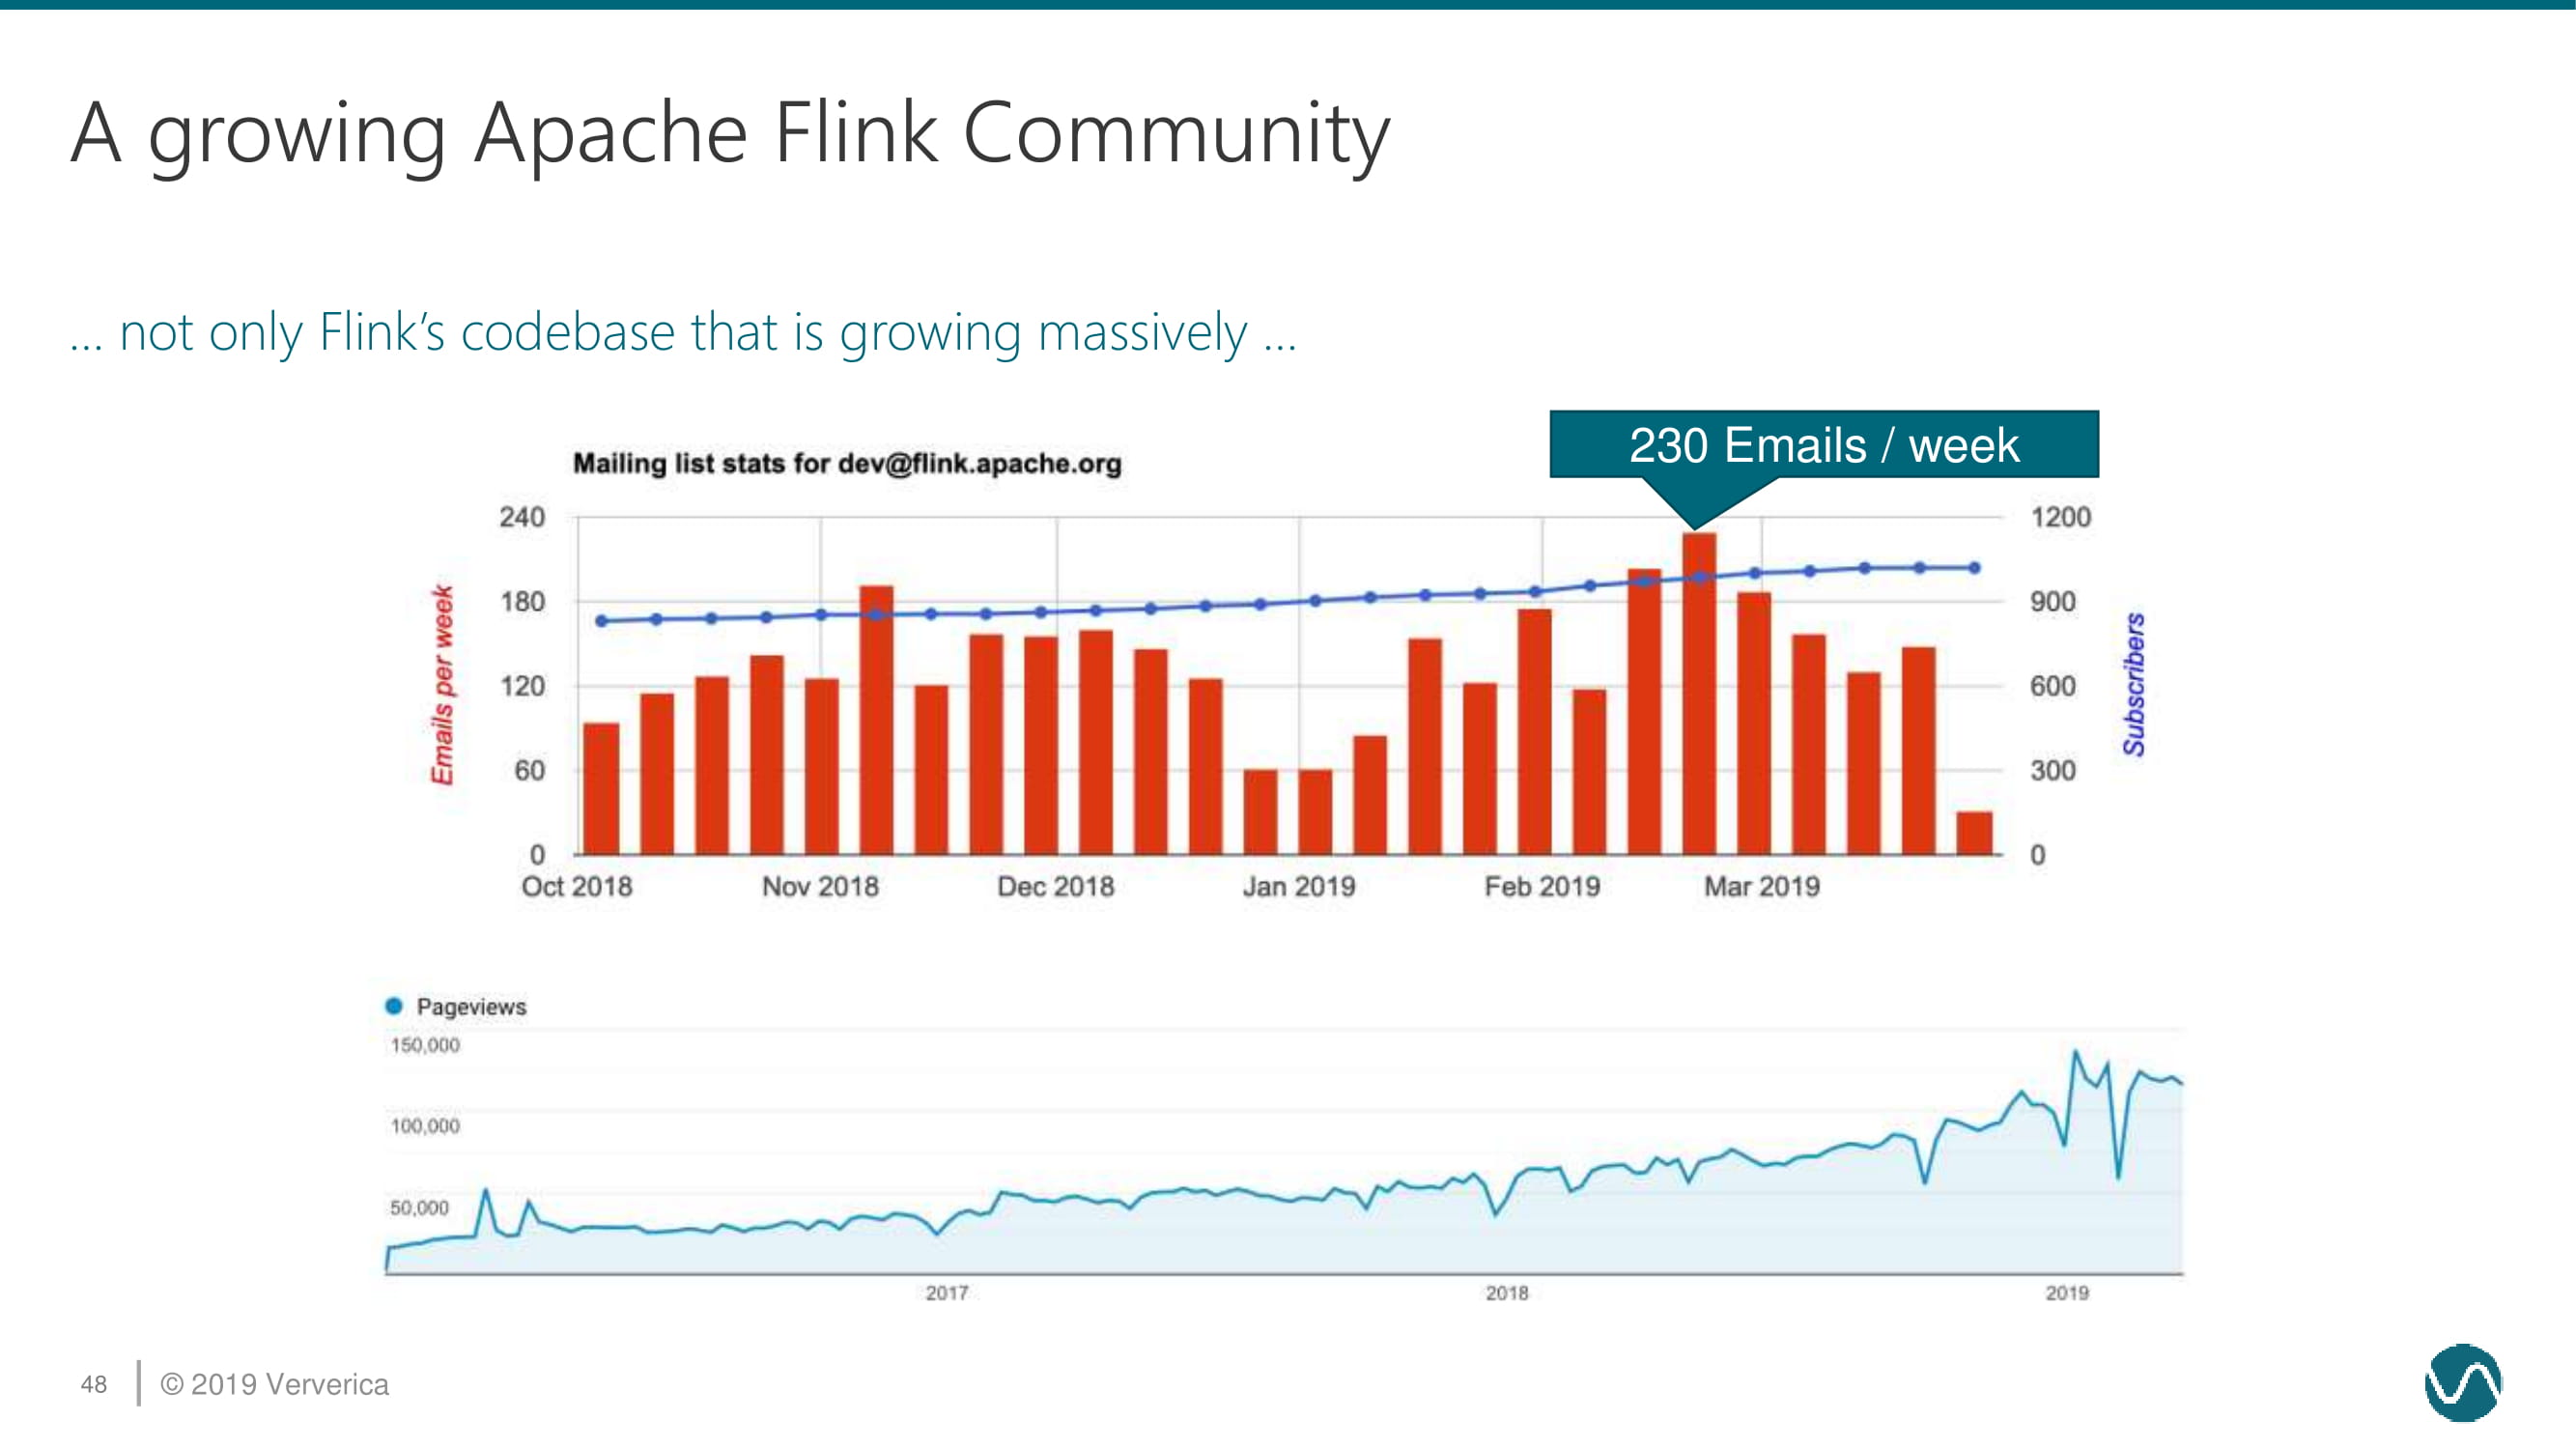 A growing Apache Flink Community
... not only Flink’s codebase that is growing massively ...
230 Emails / week
Mailing list stats for dev@flink.apache.org
240
180
120
60
0
Emails per week
1200
900
600
300
0
Subscribers
Oct 2018 Nov 2018 Dec 2018 Jan 2019 Feb 2019 Mar 2019
Pageviews
150,000
100,000
50,000
2017 2018 2019
48 © 2019 Ververica